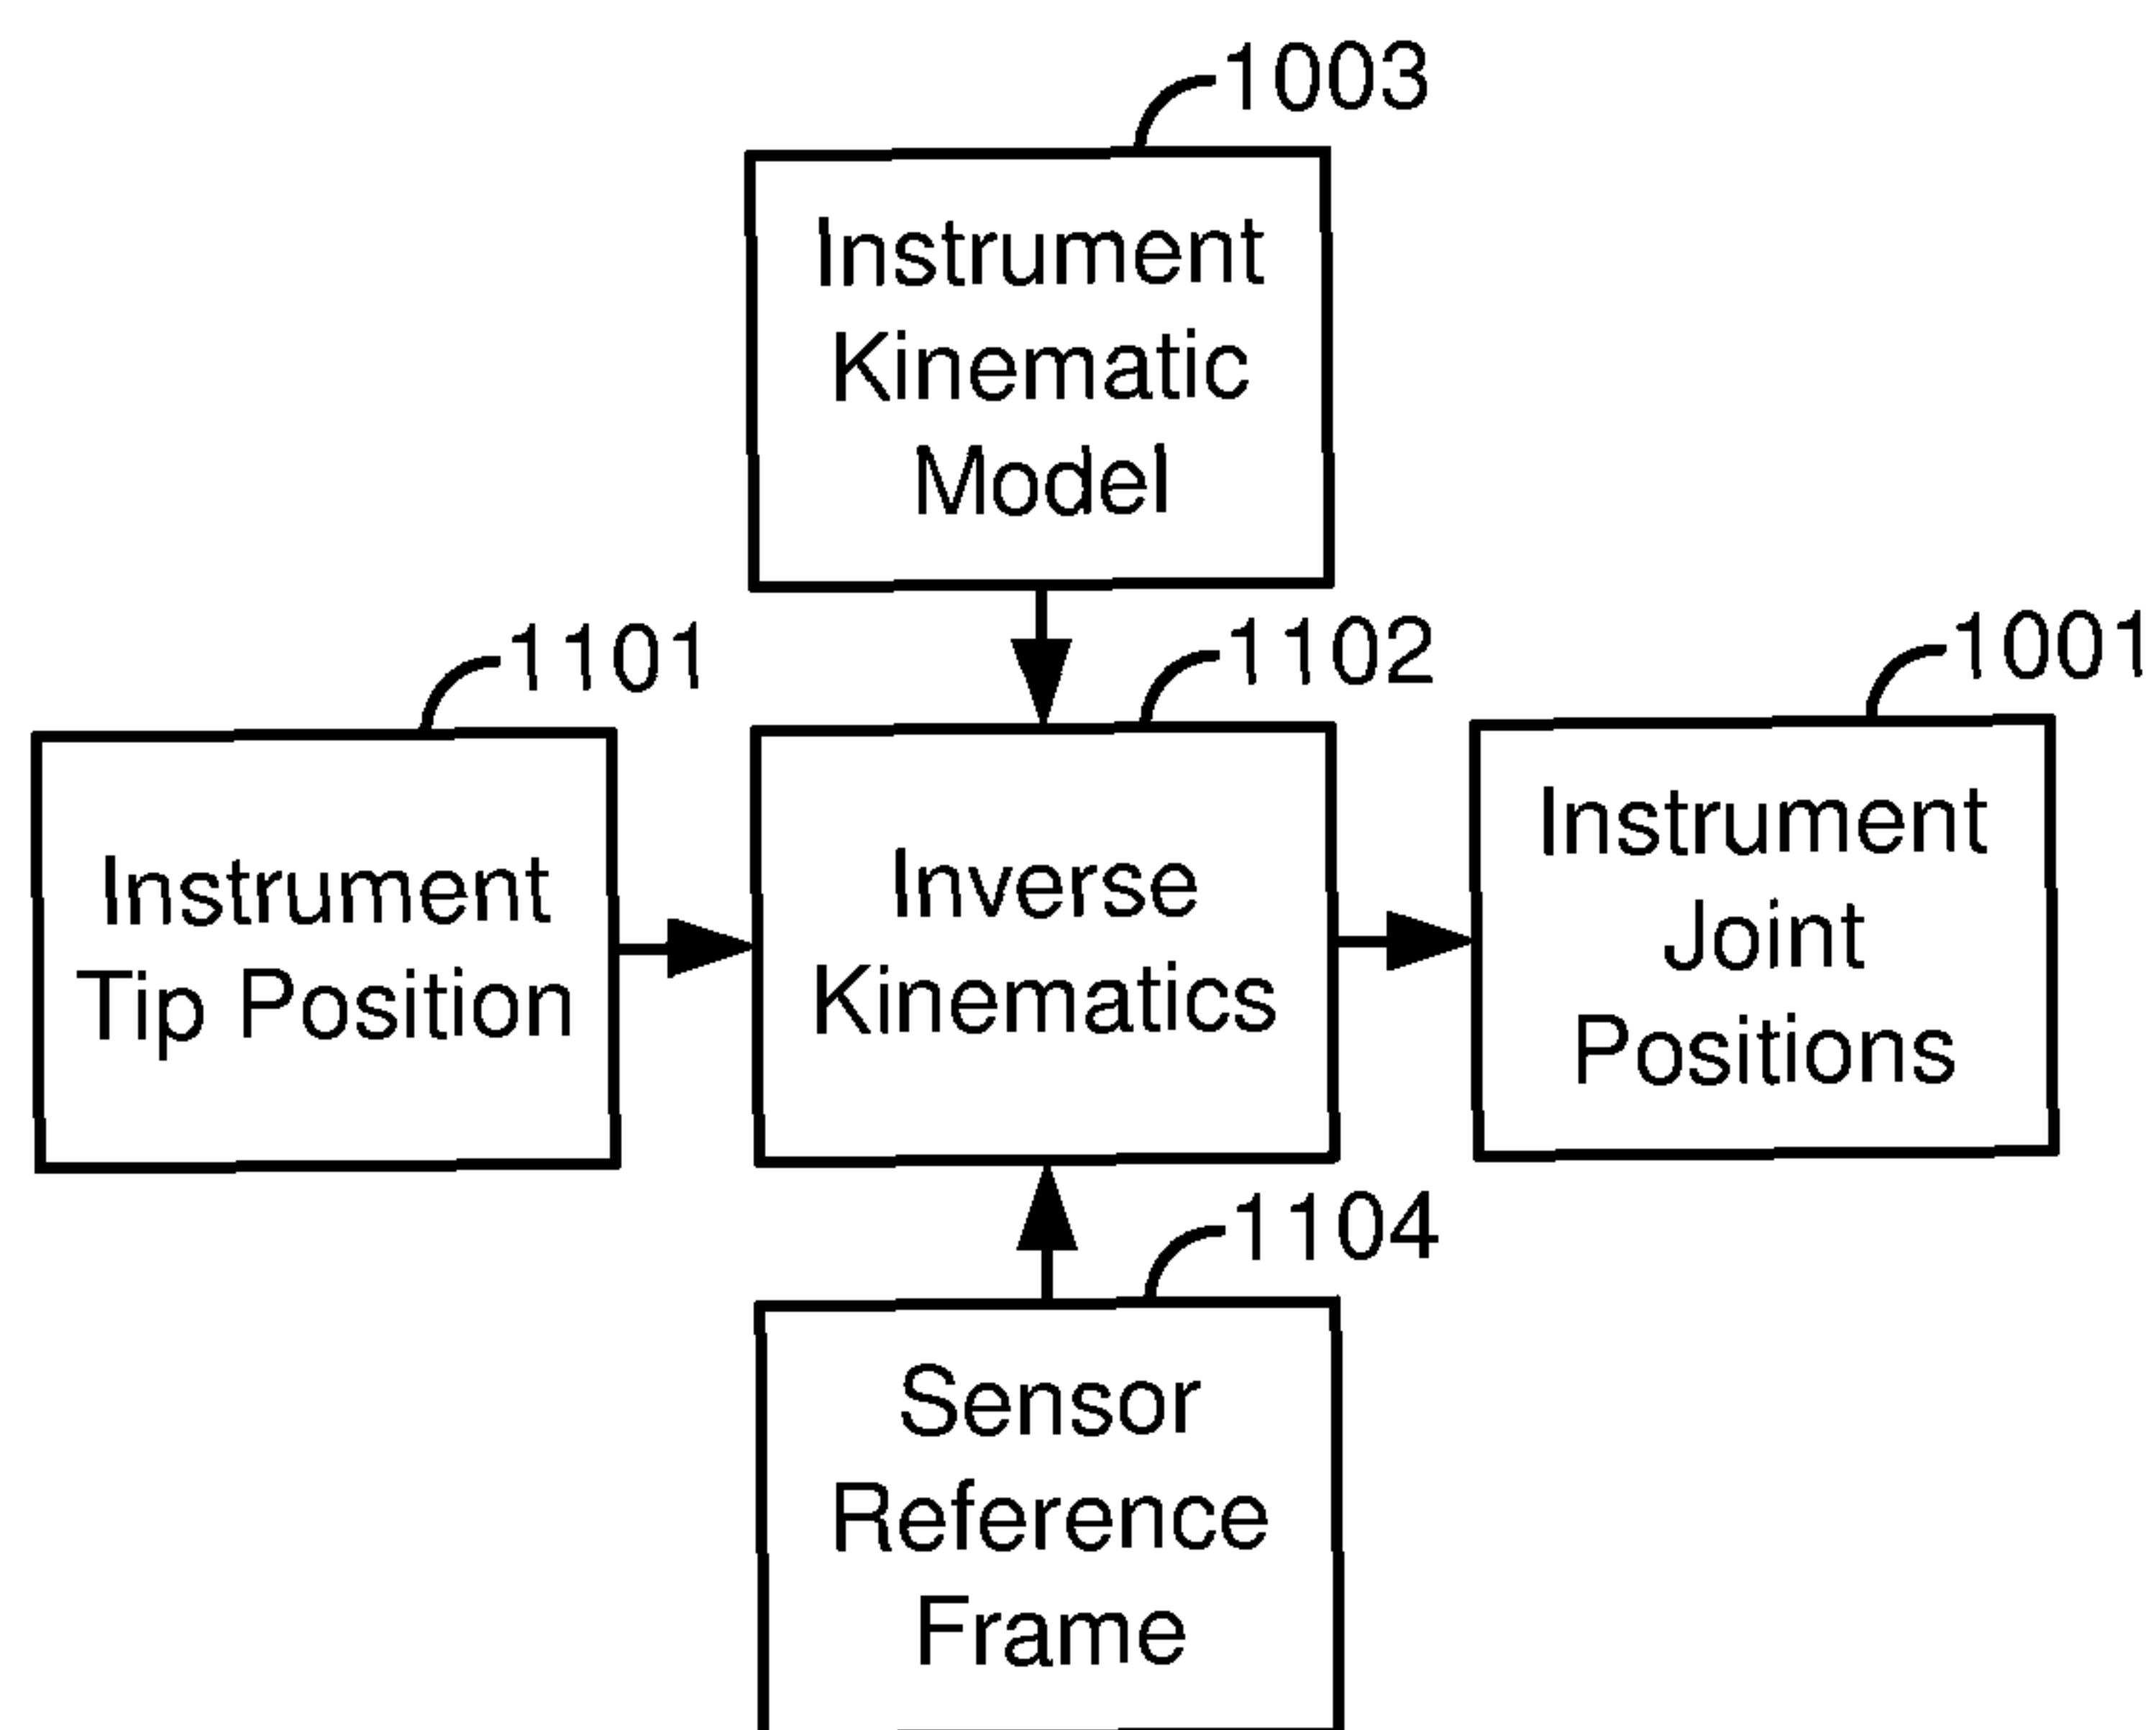 1003
Instrument
Kinematic
Model
1101
Instrument
Tip Position
1102
Inverse
Kinematics
1001
Instrument
Joint
Positions
1104
Sensor
Reference
Frame